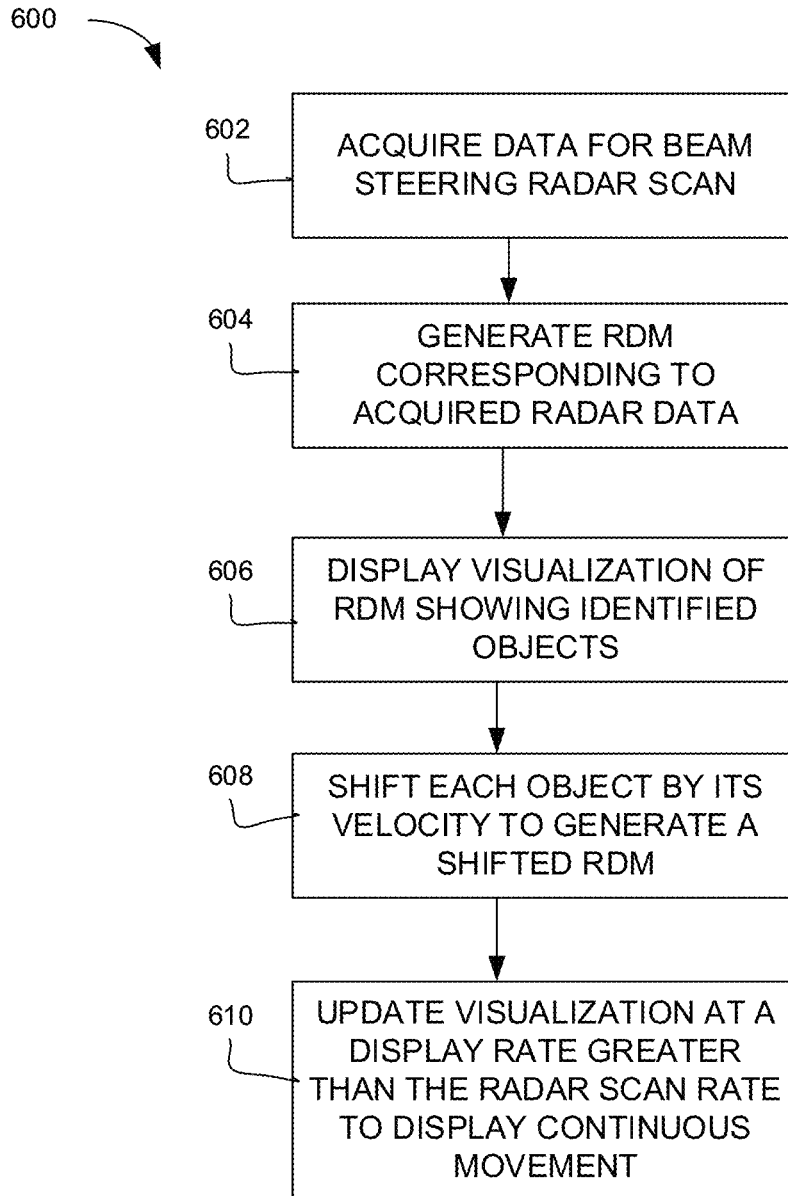 600
602
ACQUIRE DATA FOR BEAM
STEERING RADAR SCAN
604
GENERATE RDM
CORRESPONDING TO
ACQUIRED RADAR DATA
606
DISPLAY VISUALIZATION OF
RDM SHOWING IDENTIFIED
OBJECTS
608
SHIFT EACH OBJECT BY ITS
VELOCITY TO GENERATE A
SHIFTED RDM
610
UPDATE VISUALIZATION AT A
DISPLAY RATE GREATER
THAN THE RADAR SCAN RATE
TO DISPLAY CONTINUOUS
MOVEMENT